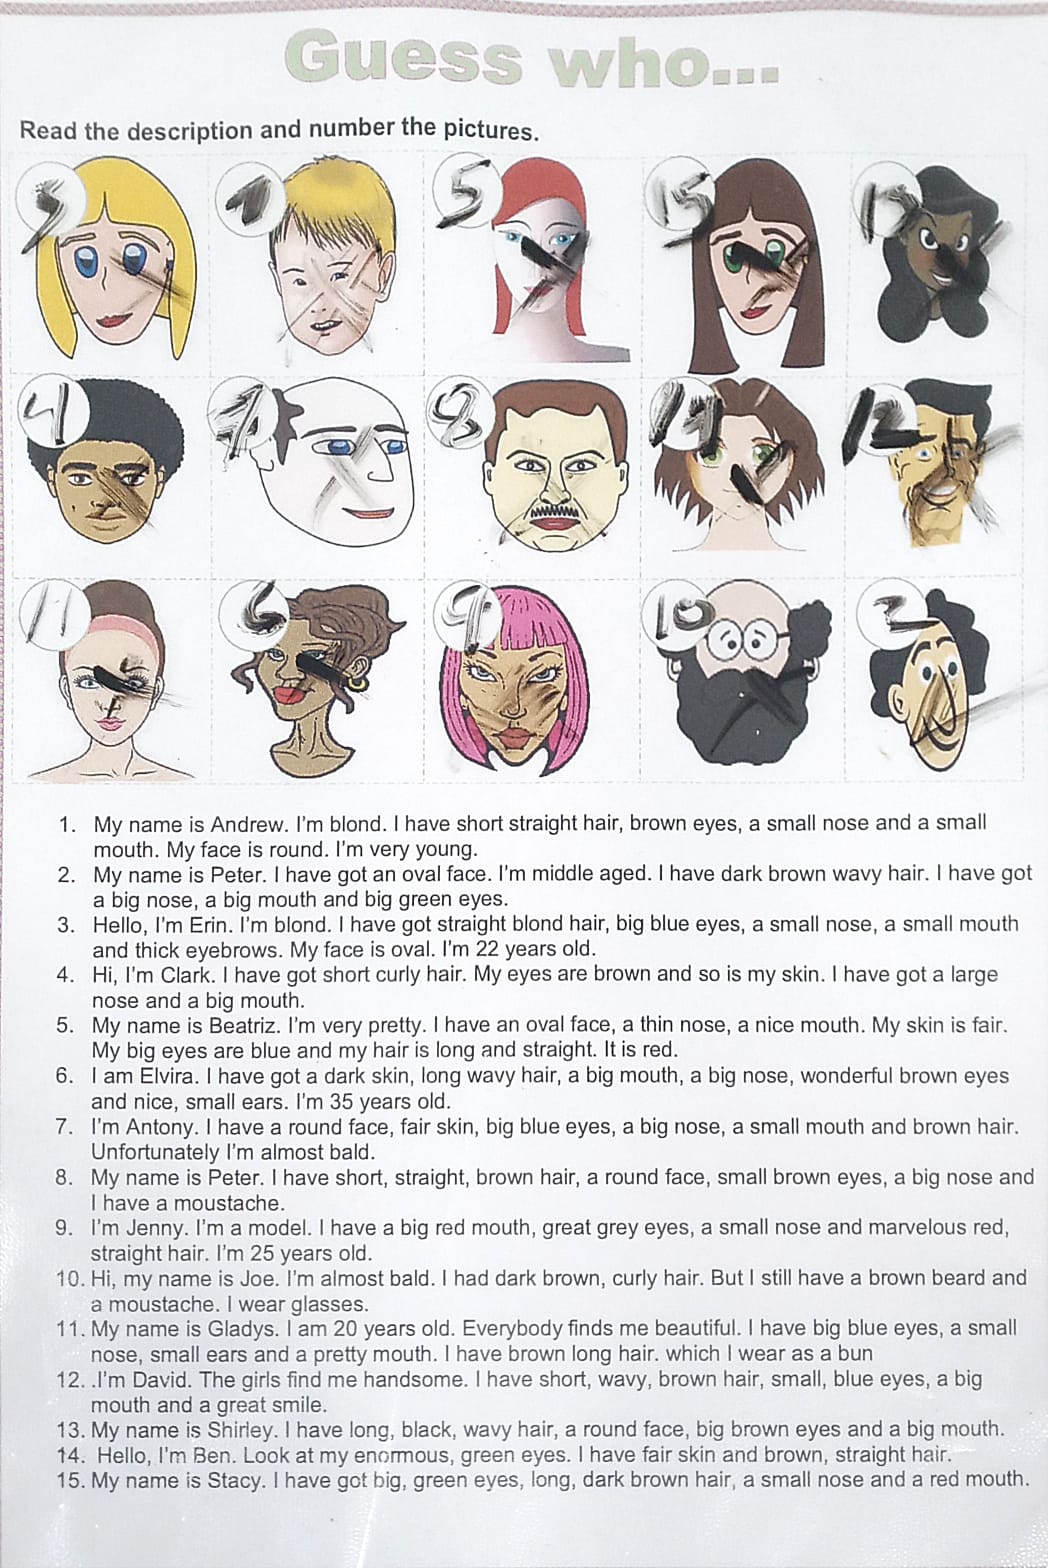 Guess who...
Read the description and number the pictures.
3 1 5 15 13
4 7 8 14 12
11 6 9 10 2
1. My name is Andrew. I'm blond. I have short straight hair, brown eyes, a small nose and a small
mouth. My face is round. I'm very young.
2. My name is Peter. I have got an oval face. I'm middle aged. I have dark brown wavy hair. I have got
a big nose, a big mouth and big green eyes.
3. Hello, I'm Erin. I'm blond. I have got straight blond hair, big blue eyes, a small nose, a small mouth
and thick eyebrows. My face is oval. I'm 22 years old.
4. Hi, I'm Clark. I have got short curly hair. My eyes are brown and so is my skin. I have got a large
nose and a big mouth.
5. My name is Beatriz. I'm very pretty. I have an oval face, a thin nose, a nice mouth. My skin is fair.
My big eyes are blue and my hair is long and straight. It is red.
6. I am Elvira. I have got a dark skin, long wavy hair, a big mouth, a big nose, wonderful brown eyes
and nice, small ears. I'm 35 years old.
7. I'm Antony. I have a round face, fair skin, big blue eyes, a big nose, a small mouth and brown hair.
Unfortunately I'm almost bald.
8. My name is Peter. I have short, straight, brown hair, a round face, small brown eyes, a big nose and
I have a moustache.
9. I'm Jenny. I'm a model. I have a big red mouth, great grey eyes, a small nose and marvelous red,
straight hair. I'm 25 years old.
10. Hi, my name is Joe. I'm almost bald. I had dark brown, curly hair. But I still have a brown beard and
a moustache. I wear glasses.
11. My name is Gladys. I am 20 years old. Everybody finds me beautiful. I have big blue eyes, a small
nose, small ears and a pretty mouth. I have brown long hair. which I wear as a bun
12. .I'm David. The girls find me handsome. I have short, wavy, brown hair, small, blue eyes, a big
mouth and a great smile.
13. My name is Shirley. I have long, black, wavy hair, a round face, big brown eyes and a big mouth.
14. Hello, I'm Ben. Look at my enormous, green eyes. I have fair skin and brown, straight hair.
15. My name is Stacy. I have got big, green eyes, long, dark brown hair, a small nose and a red mouth.